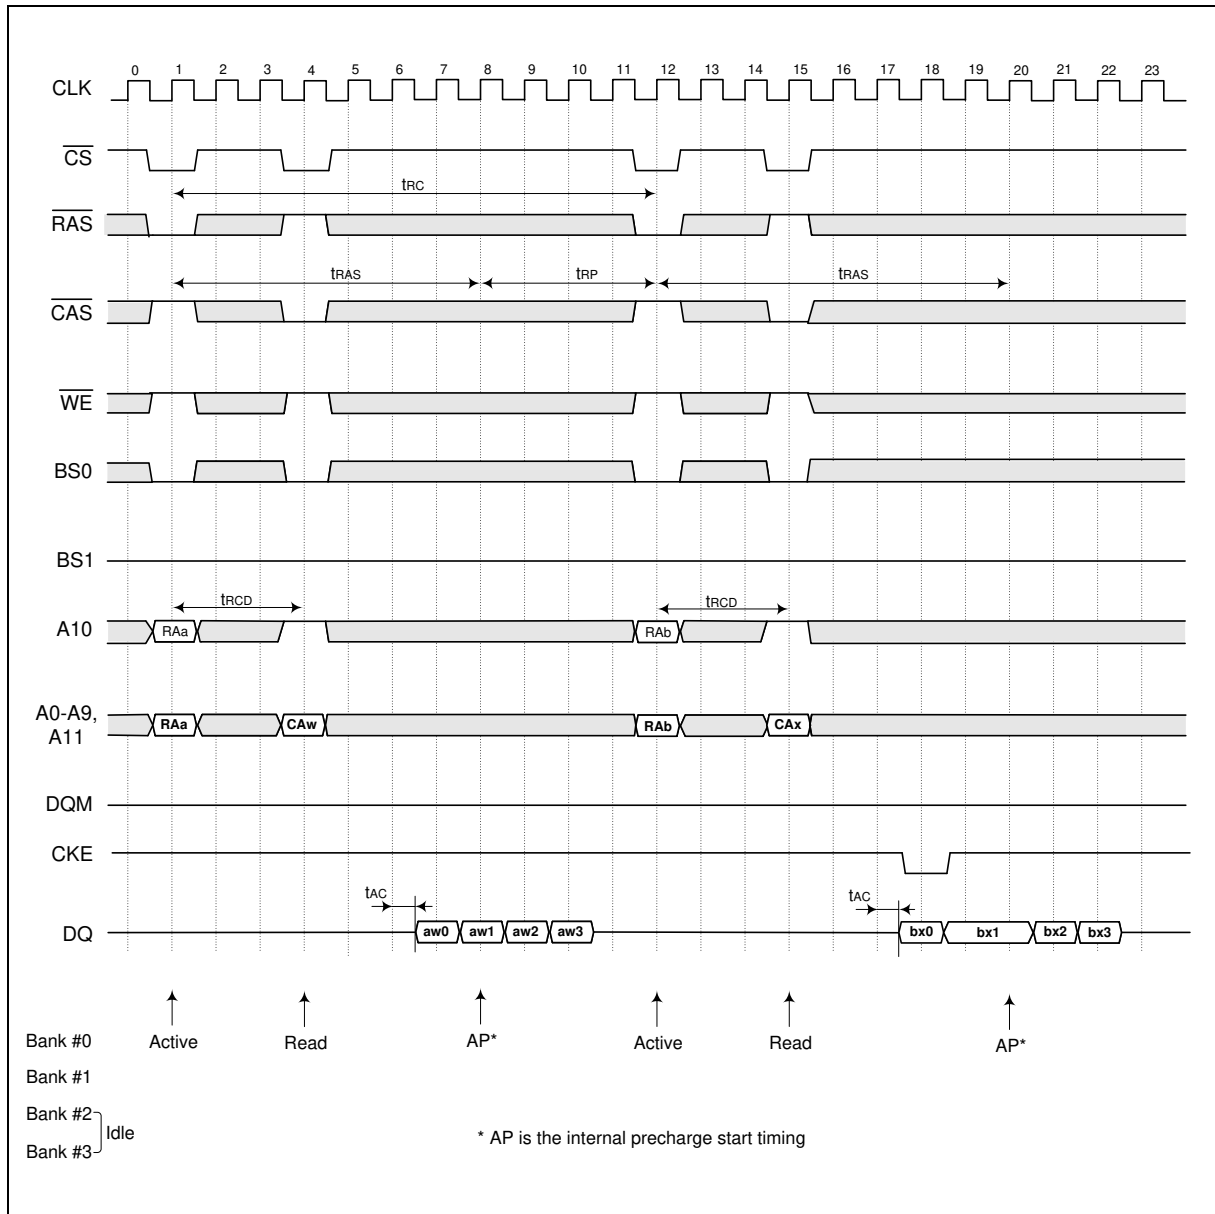 0 1 2 3 4 5 6 7 8 9 10 11 12 13 14 15 16 17 18 19 20 21 22 23
CLK
CS
tRC
RAS
tRAS tRP tRAS
CAS
WE
BS0
BS1
tRCD tRCD
A10 RAa RAb
A0-A9,
A11
RAa CAw RAb CAx
DQM
CKE
tAC tAC
DQ aw0 aw1 aw2 aw3 bx0 bx1 bx2 bx3
Bank #0 Active Read AP* Active Read AP*
Bank #1
Bank #2
Idle
Bank #3
* AP is the internal precharge start timing